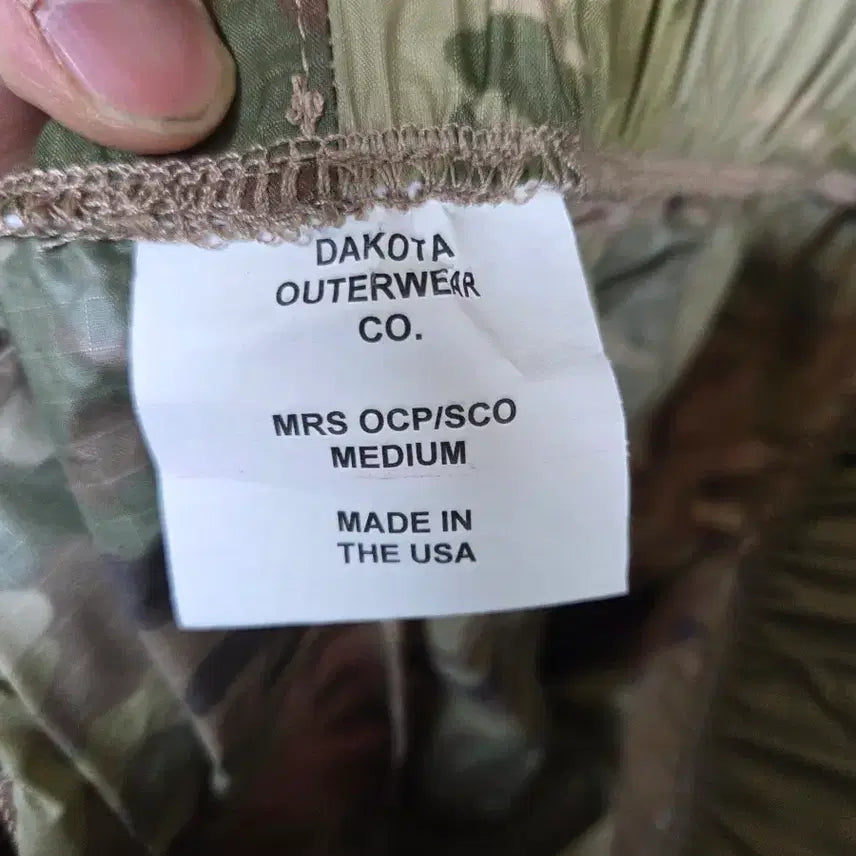 DAKOTA
OUTERWEAR
CO.
MRS OCP/SCO
MEDIUM
MADE IN
THE USA